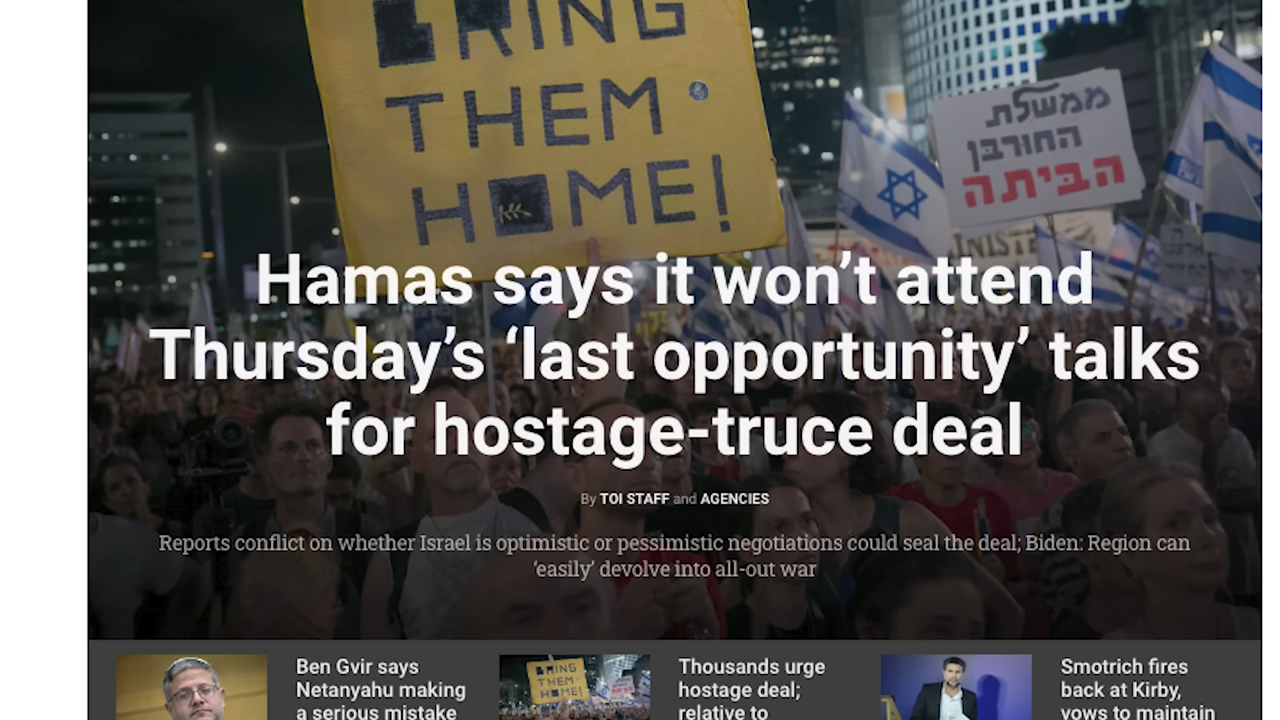 BRING
THEM
HOME!
ממשלת
החורבן
הביתה
Hamas says it won’t attend
Thursday’s ‘last opportunity’ talks
for hostage-truce deal
By TOI STAFF and AGENCIES
Reports conflict on whether Israel is optimistic or pessimistic negotiations could seal the deal; Biden: Region can
‘easily’ devolve into all-out war
Ben Gvir says
Netanyahu making
a serious mistake
BRING
THEM
HOME!
Thousands urge
hostage deal;
relative to
Smotrich fires
back at Kirby,
vows to maintain